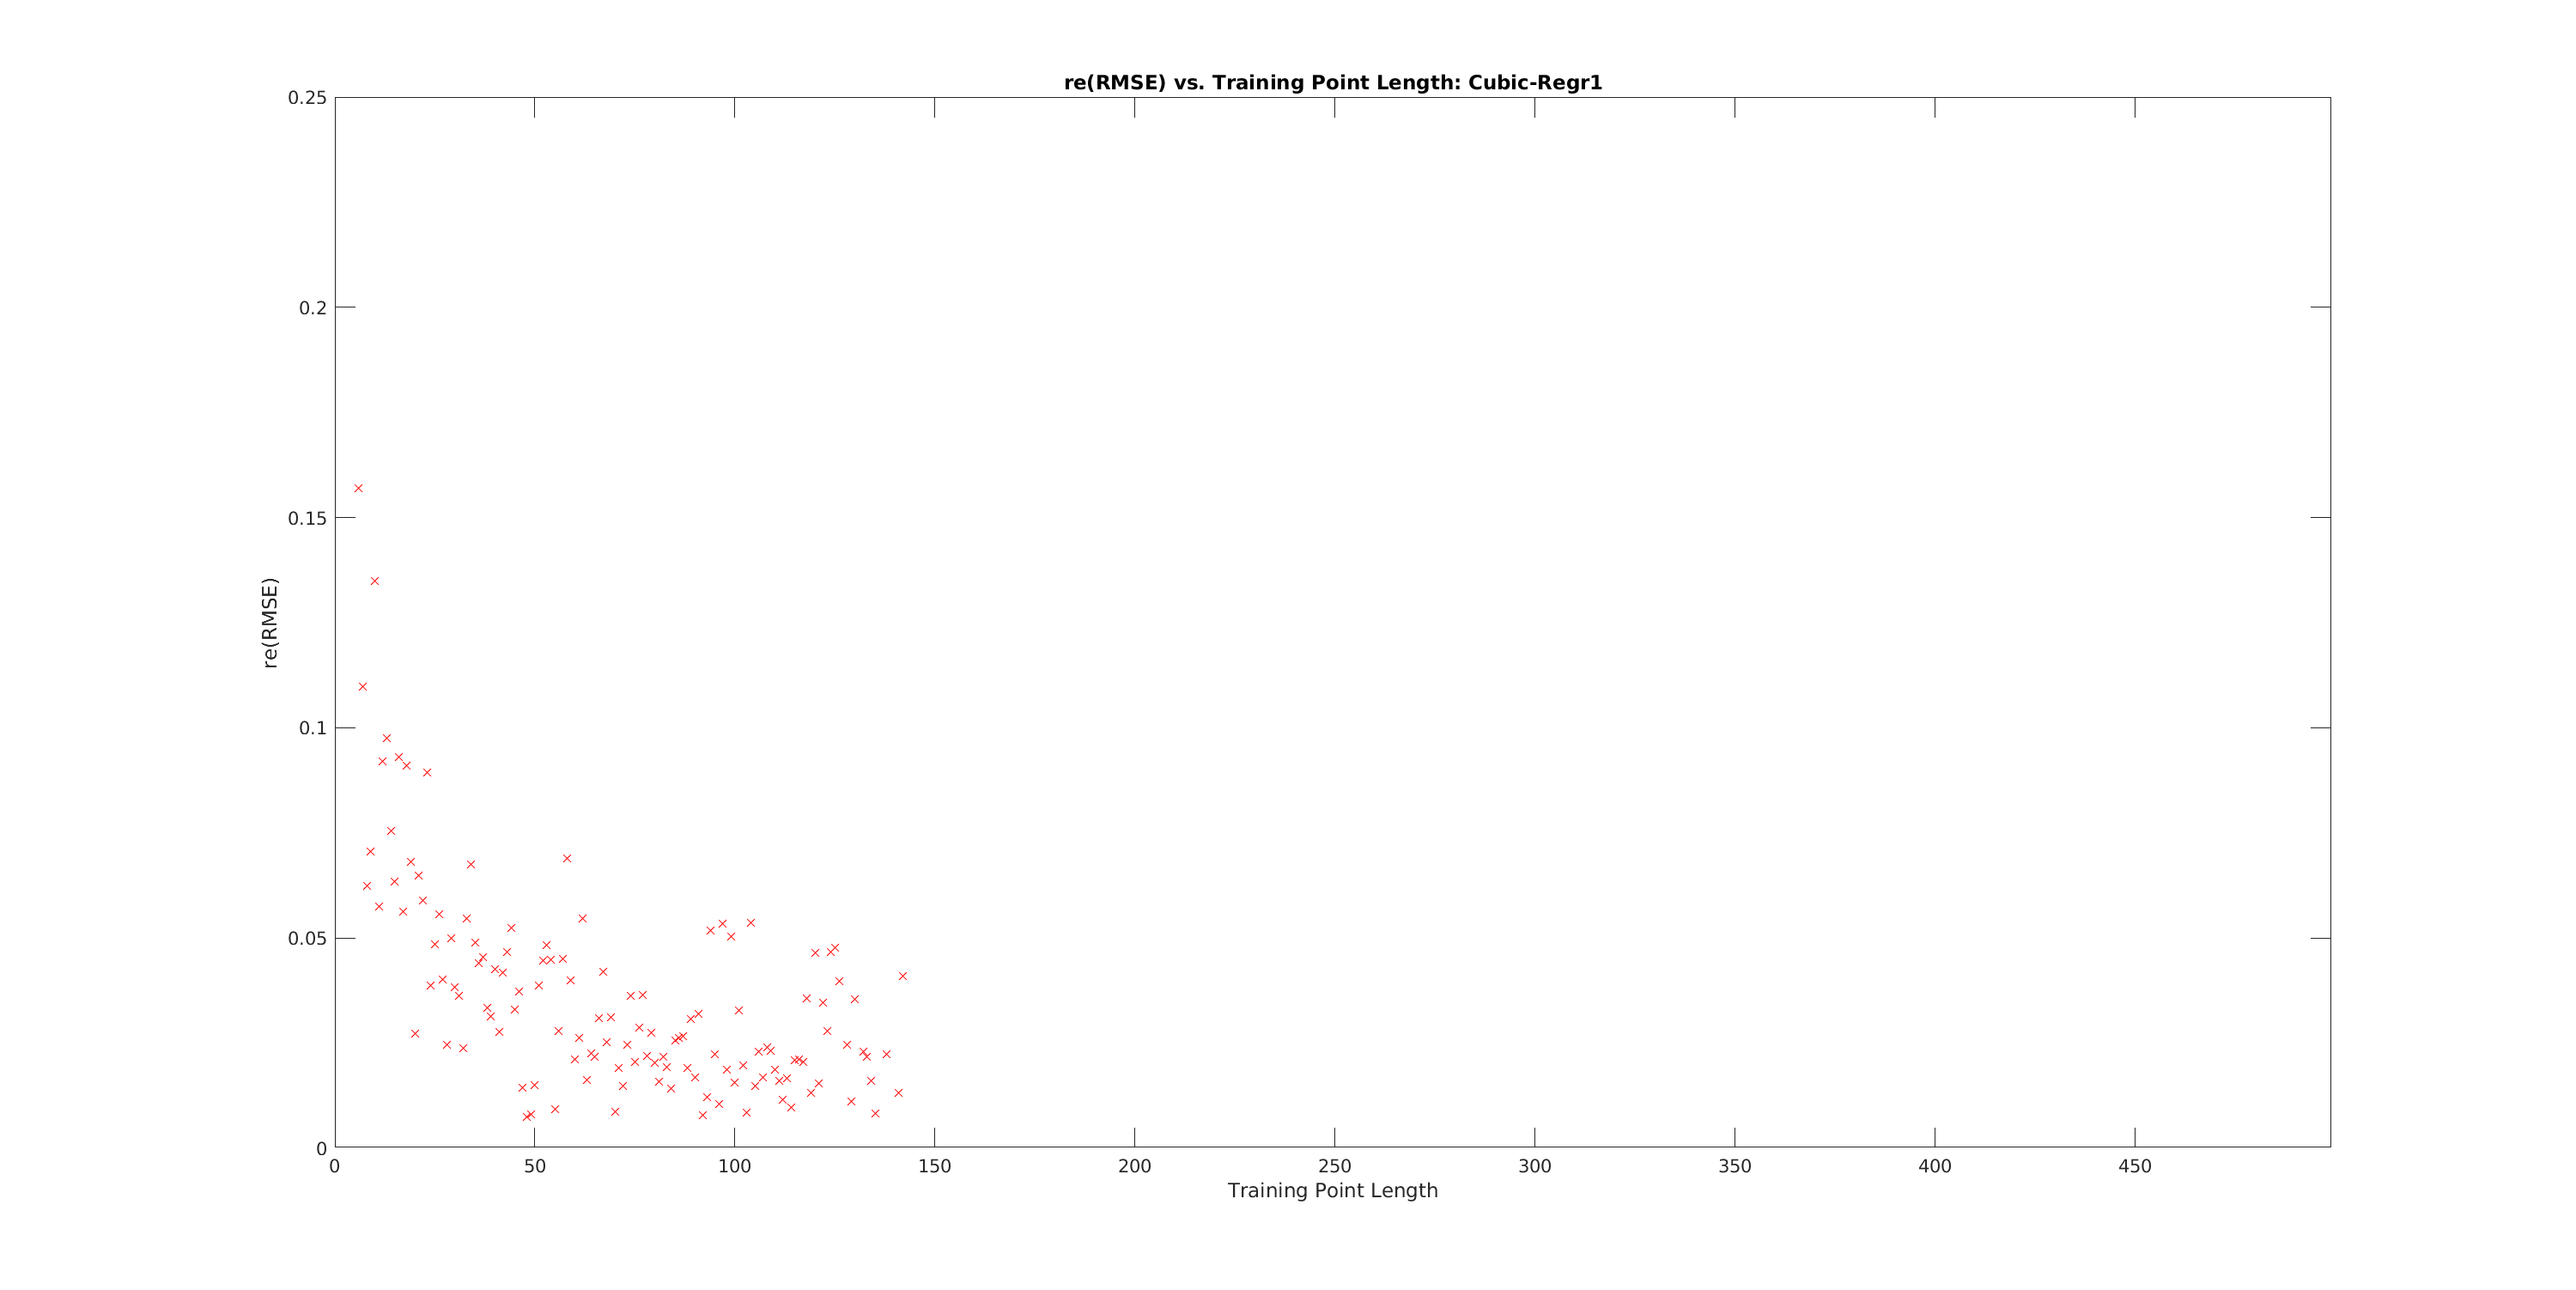 re(RMSE) vs. Training Point Length: Cubic-Regr1
0.25
0.2
0.15
0.1
0.05
0
re(RMSE)
0 50 100 150 200 250 300 350 400 450
Training Point Length